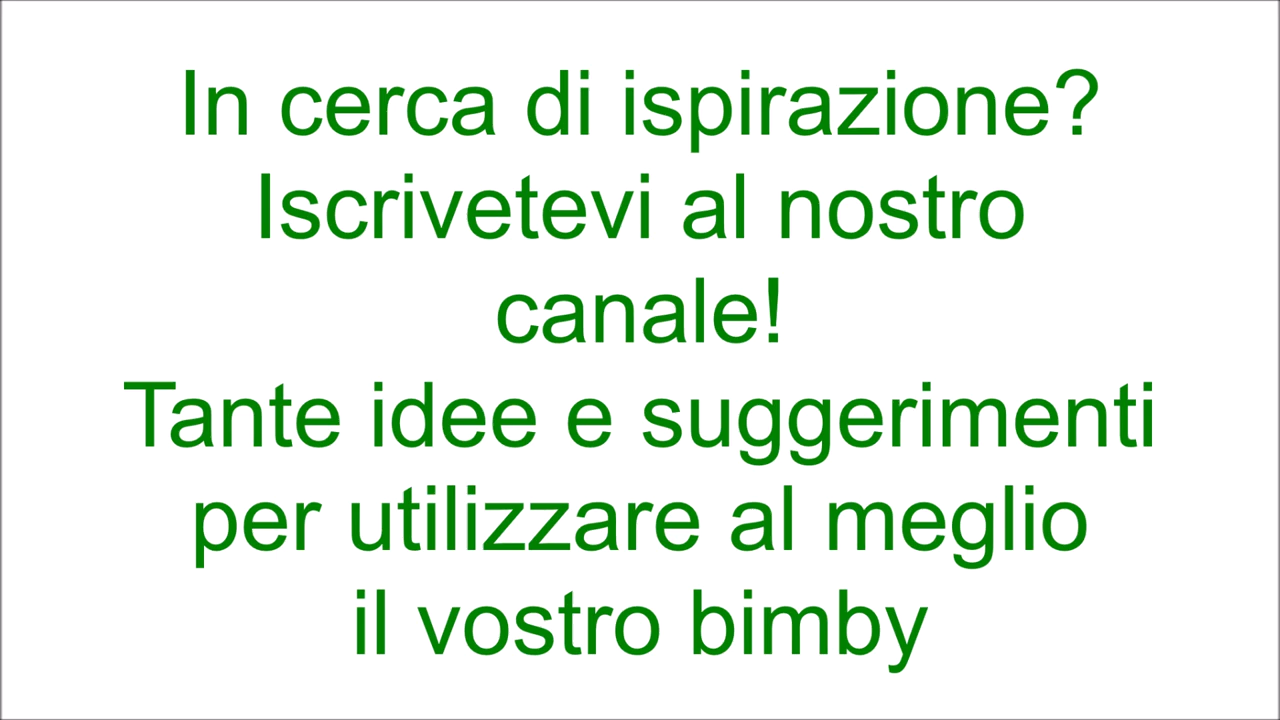 In cerca di ispirazione?
Iscrivetevi al nostro
canale!
Tante idee e suggerimenti
per utilizzare al meglio
il vostro bimby